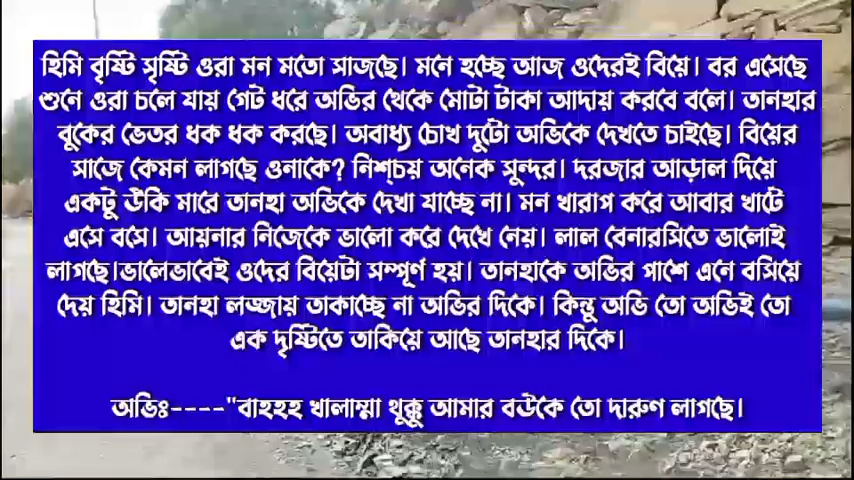 হিমি বৃষ্টি সৃষ্টি ওরা মন মতো সাজছে। মনে হচ্ছে আজ ওদেরই বিয়ে। বর এসেছে
শুনে ওরা চলে যায় গেট ধরে অভির থেকে মোটা টাকা আদায় করবে বলে। তানহার
বুকের ভেতর ধক ধক করছে। অবাধ্য চোখ দুটো অভিকে দেখতে চাইছে। বিয়ের
সাজে কেমন লাগছে ওনাকে? নিশ্চয় অনেক সুন্দর। দরজার আড়াল দিয়ে
একটু উঁকি মারে তানহা অভিকে দেখা যাচ্ছে না। মন খারাপ করে আবার খাটে
এসে বসে। আয়নার নিজেকে ভালো করে দেখে নেয়। লাল বেনারসিতে ভালোই
লাগছে।ভালেভাবেই ওদের বিয়েটা সম্পূর্ণ হয়। তানহাকে অভির পাশে এনে বসিয়ে
দেয় হিমি। তানহা লজ্জায় তাকাচ্ছে না অভির দিকে। কিন্তু অভি তো অভিই তো
এক দৃষ্টিতে তাকিয়ে আছে তানহার দিকে।
অভিঃ----"বাহহহ খালাম্মা থুক্কু আমার বউকে তো দারুণ লাগছে।